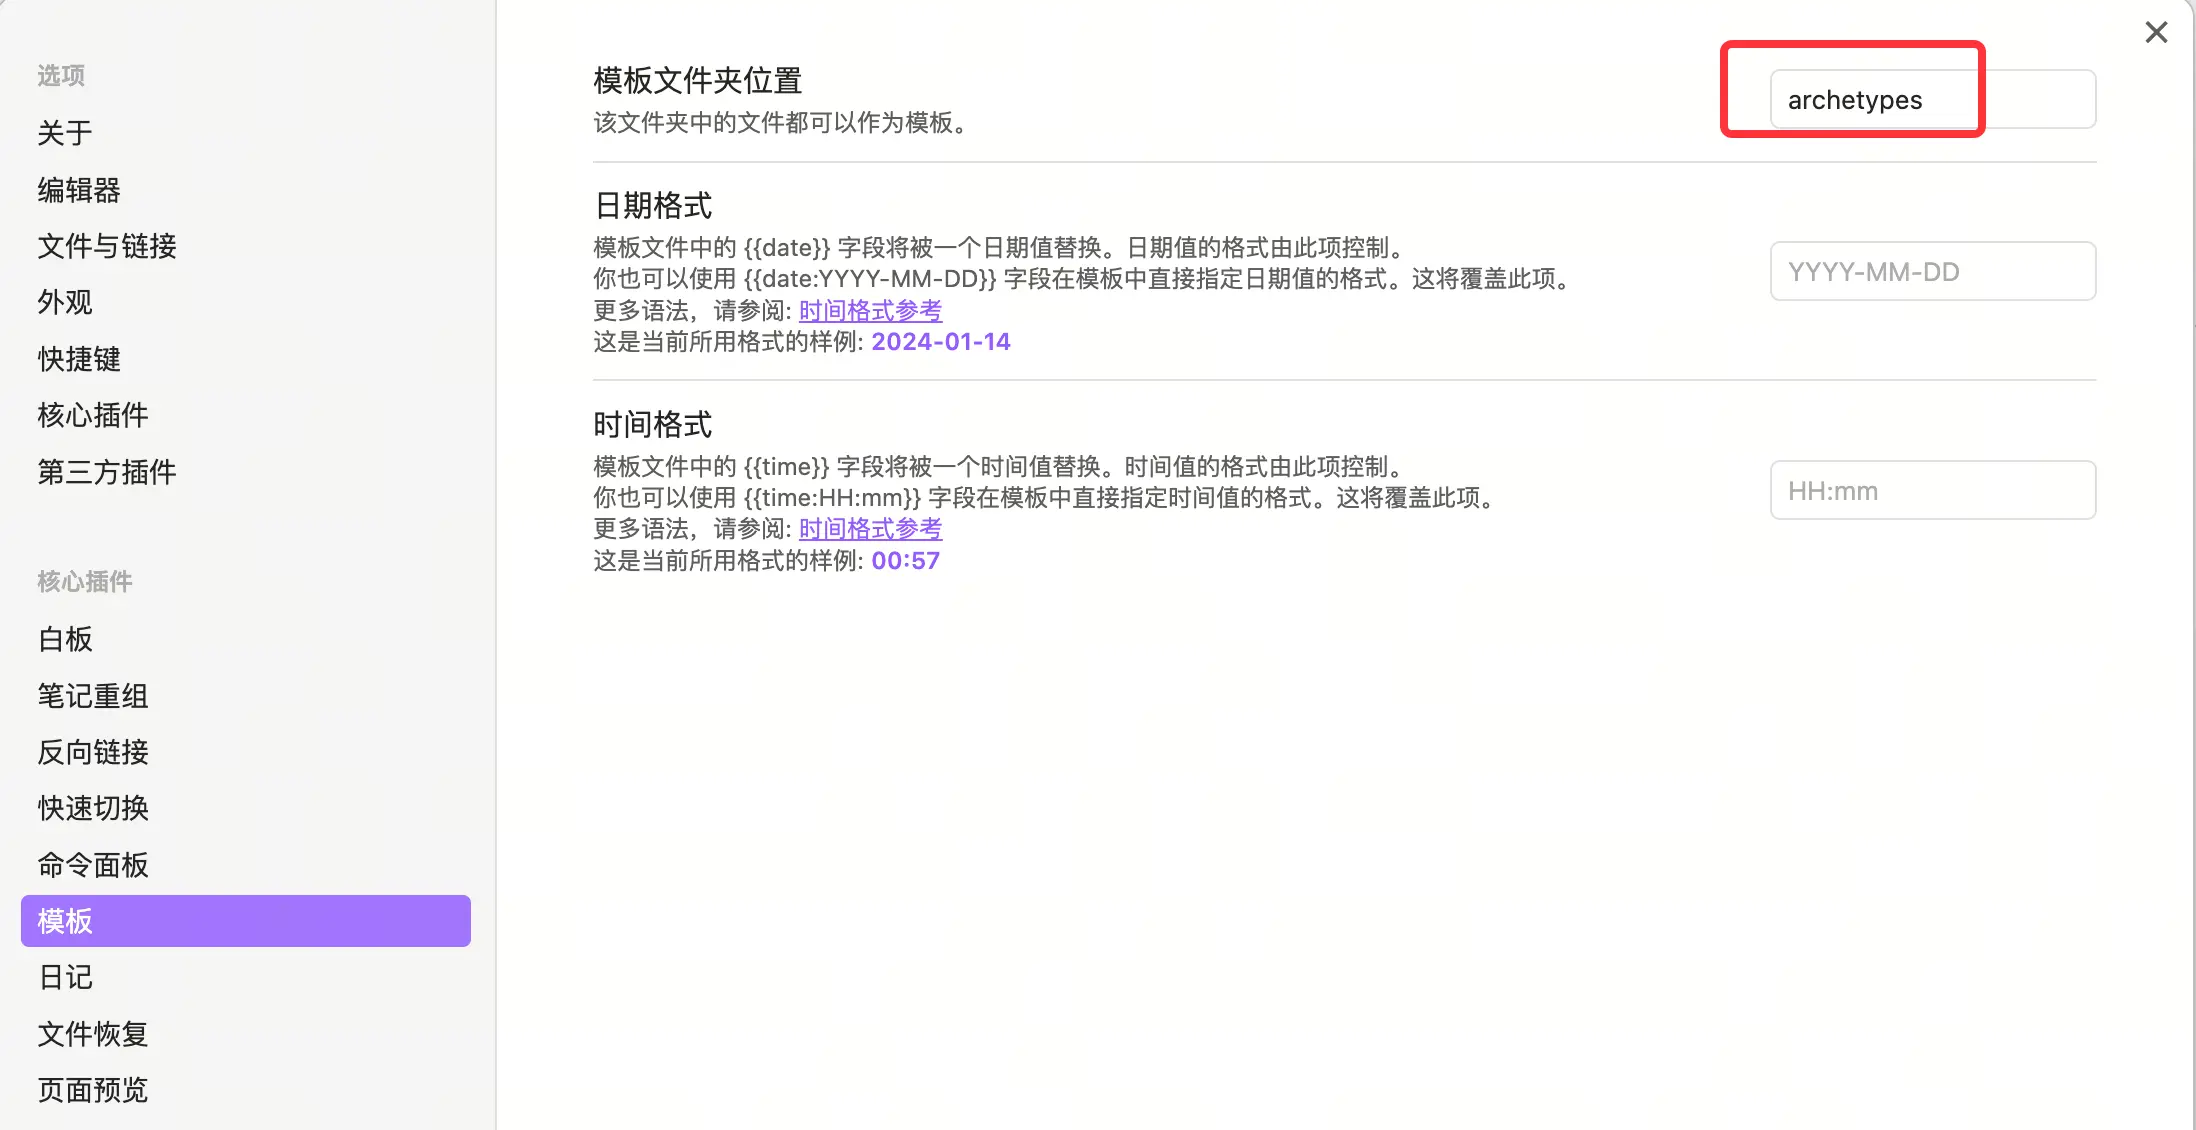 选项
关于
编辑器
文件与链接
外观
快捷键
核心插件
第三方插件
核心插件
白板
笔记重组
反向链接
快速切换
命令面板
模板
日记
文件恢复
页面预览
模板文件夹位置
该文件夹中的文件都可以作为模板。
archetypes
日期格式
模板文件中的 {{date}} 字段将被一个日期值替换。日期值的格式由此项控制。
你也可以使用 {{date:YYYY-MM-DD}} 字段在模板中直接指定日期值的格式。这将覆盖此项。
更多语法，请参阅: 时间格式参考
这是当前所用格式的样例: 2024-01-14
YYYY-MM-DD
时间格式
模板文件中的 {{time}} 字段将被一个时间值替换。时间值的格式由此项控制。
你也可以使用 {{time:HH:mm}} 字段在模板中直接指定时间值的格式。这将覆盖此项。
更多语法，请参阅: 时间格式参考
这是当前所用格式的样例: 00:57
HH:mm